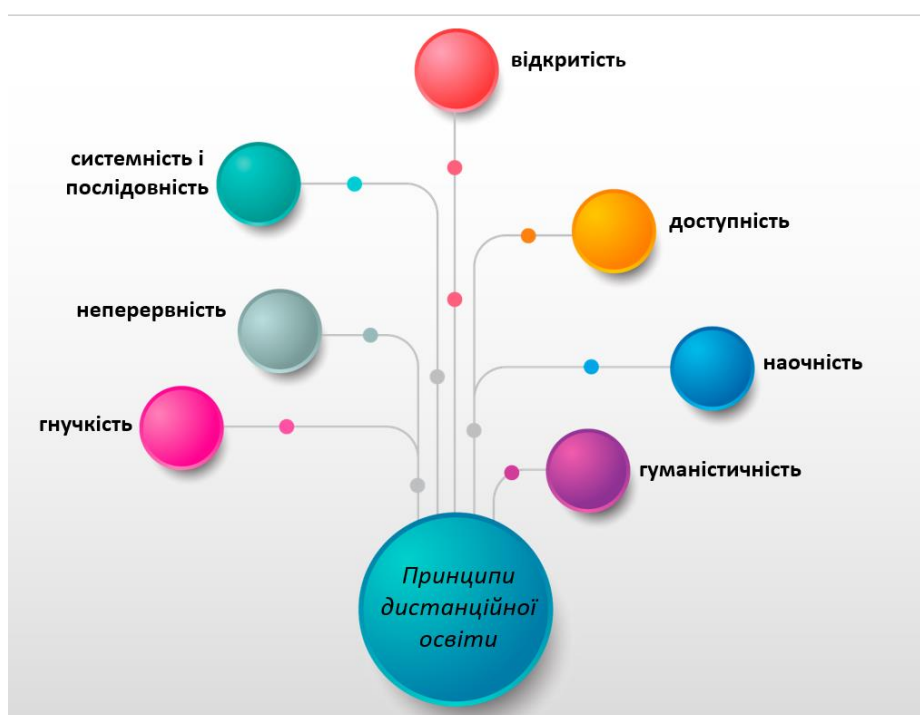 відкритість
системність і
послідовність
доступність
неперервність
наочність
гнучкість
гуманістичність
Принципи
дистанційної
освіти